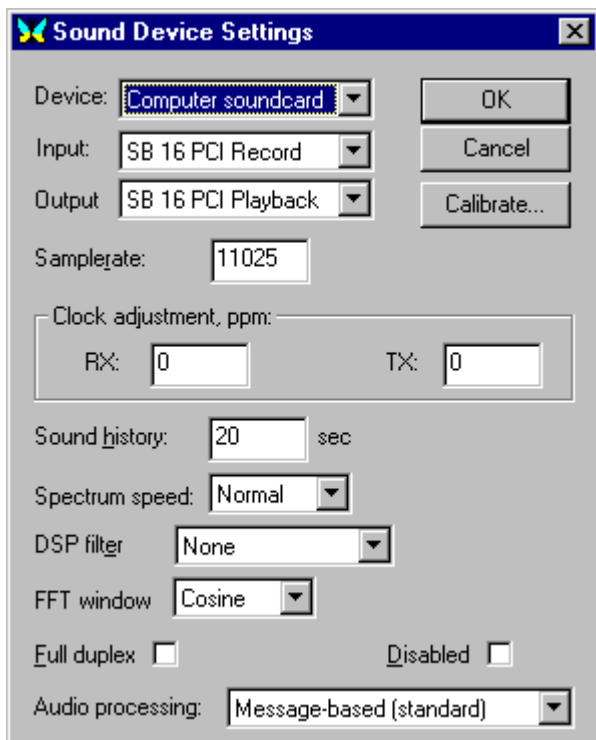 Sound Device Settings
Device: Computer soundcard OK
Input: SB 16 PCI Record Cancel
Output SB 16 PCI Playback Calibrate...
Samplerate: 11025
Clock adjustment, ppm:
RX: 0 TX: 0
Sound history: 20 sec
Spectrum speed: Normal
DSP filter None
FFT window Cosine
Full duplex Disabled
Audio processing: Message-based (standard)